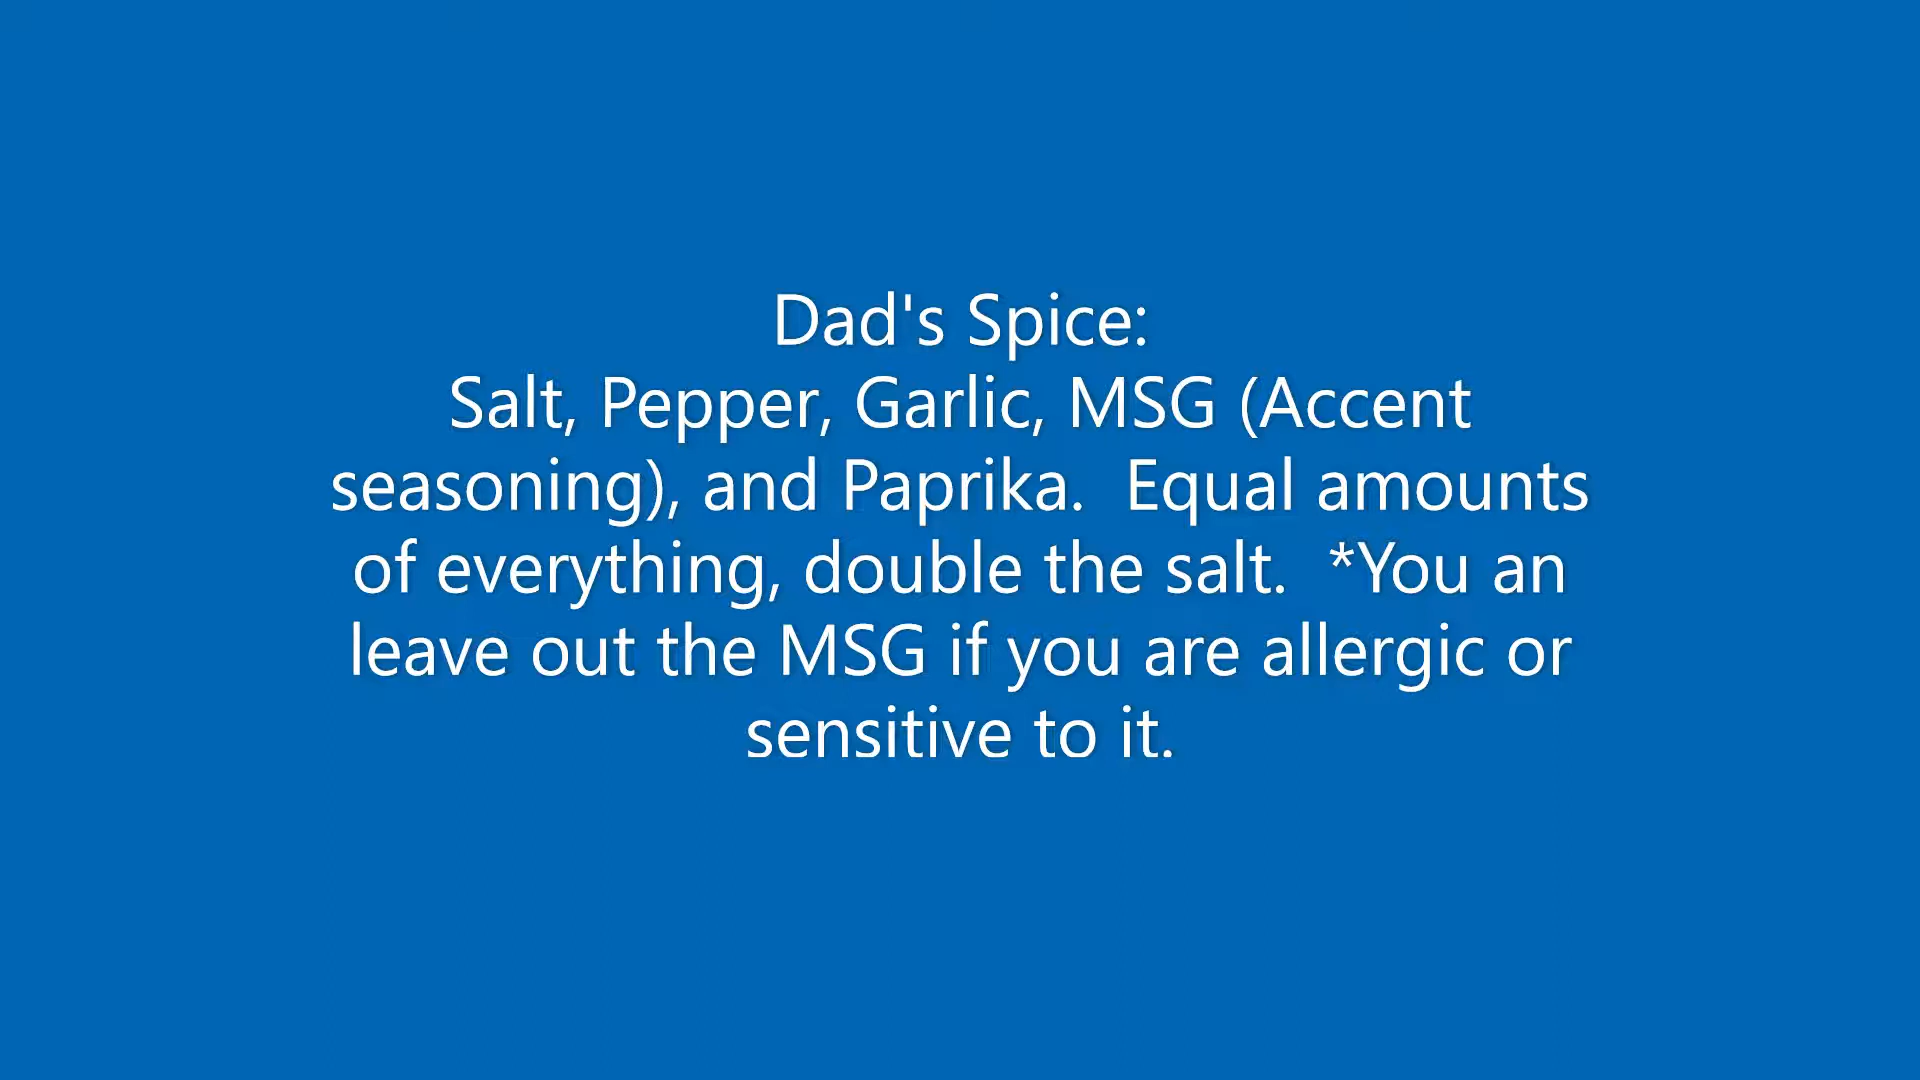 Dad's Spice:
Salt, Pepper, Garlic, MSG (Accent
seasoning), and Paprika.  Equal amounts
of everything, double the salt.  *You an
leave out the MSG if you are allergic or
sensitive to it.